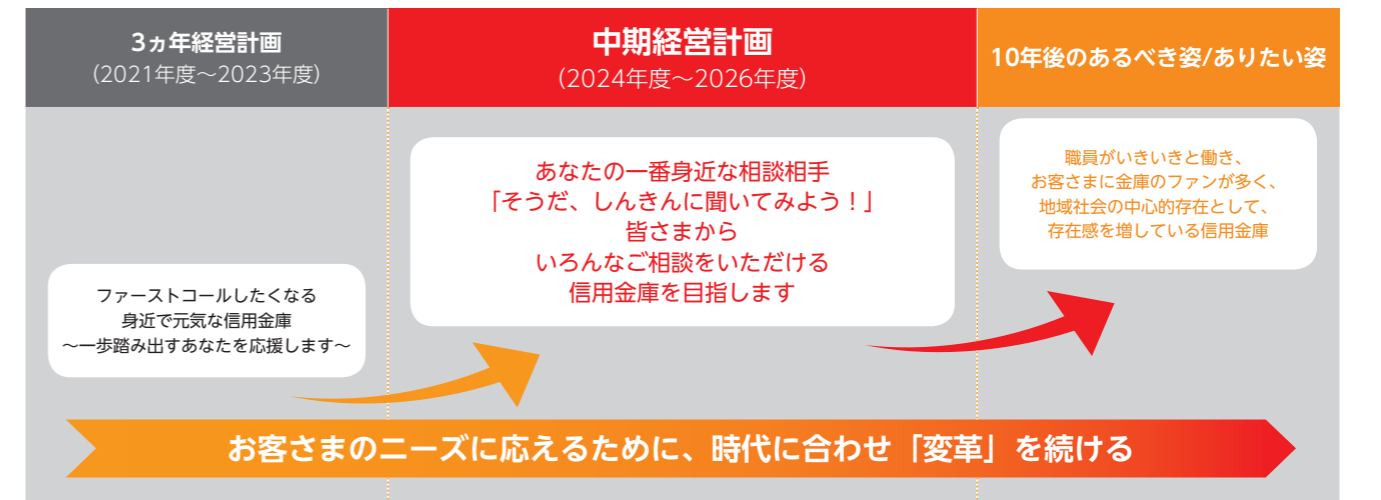 3ヵ年経営計画
(2021年度～2023年度)
中期経営計画
(2024年度～2026年度)
10年後のあるべき姿/ありたい姿
ファーストコールしたくなる
身近で元気な信用金庫
～一歩踏み出すあなたを応援します～
あなたの一番身近な相談相手
「そうだ、しんきんに聞いてみよう！」
皆さまから
いろんなご相談をいただける
信用金庫を目指します
職員がいきいきと働き、
お客さまに金庫のファンが多く、
地域社会の中心的存在として、
存在感を増している信用金庫
お客さまのニーズに応えるために、時代に合わせ「変革」を続ける